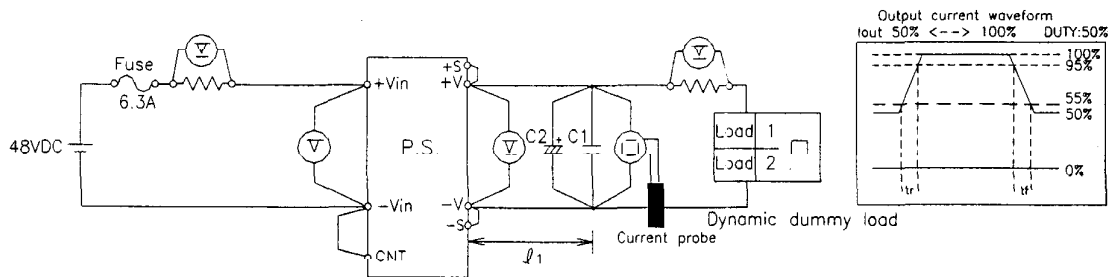 Output current waveform
Iout 50% <--> 100% DUTY:50%
100%
95%
55%
50%
0%
tr
tf
Fuse
6.3A
48VDC
V
V
V
V
+Vin
-Vin
CNT
P.S.
+S
+V
-V
-S
C2
+
C1
ℓ1
Load 1
Load 2
Dynamic dummy load
Current probe